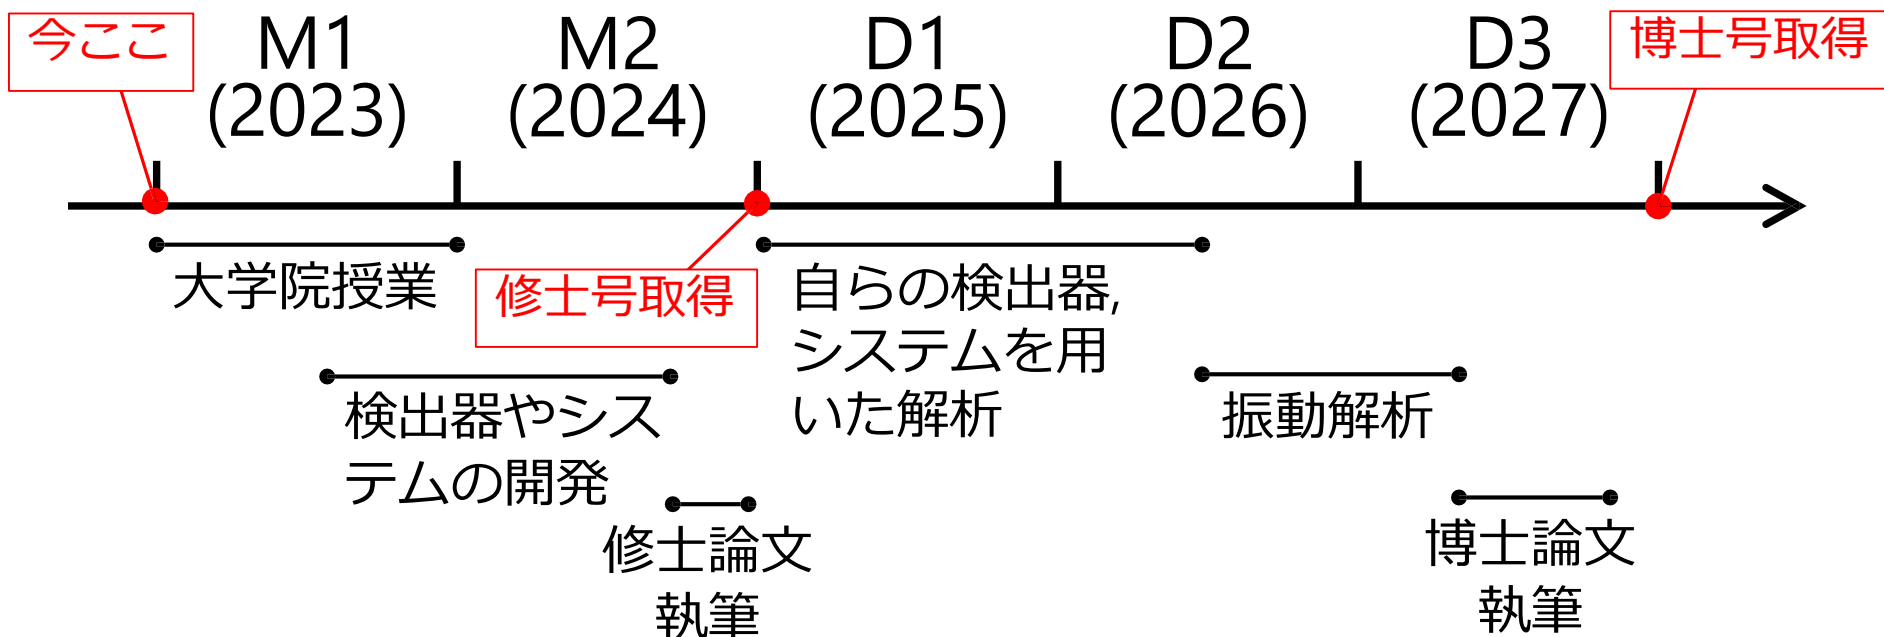 今ここ
M1
(2023)
M2
(2024)
D1
(2025)
D2
(2026)
D3
(2027)
博士号取得
大学院授業
修士号取得
自らの検出器,
システムを用
いた解析
検出器やシス
テムの開発
振動解析
修士論文
執筆
博士論文
執筆